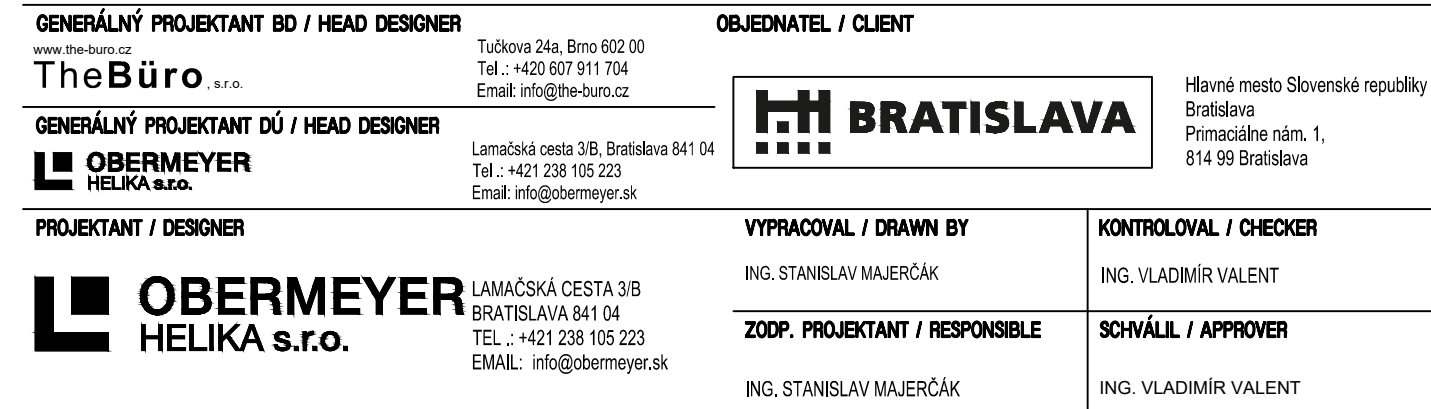 GENERÁLNÝ PROJEKTANT BD / HEAD DESIGNER
www.the-buro.cz
TheBüro, s.r.o.
Tučkova 24a, Brno 602 00
Tel .: +420 607 911 704
Email: info@the-buro.cz
GENERÁLNÝ PROJEKTANT DÚ / HEAD DESIGNER
OBERMEYER
HELIKA s.r.o.
Lamačská cesta 3/B, Bratislava 841 04
Tel .: +421 238 105 223
Email: info@obermeyer.sk
OBJEDNATEL / CLIENT
BRATISLAVA
Hlavné mesto Slovenské republiky
Bratislava
Primaciálne nám. 1,
814 99 Bratislava
PROJEKTANT / DESIGNER
OBERMEYER
HELIKA s.r.o.
LAMAČSKÁ CESTA 3/B
BRATISLAVA 841 04
TEL .: +421 238 105 223
EMAIL: info@obermeyer.sk
VYPRACOVAL / DRAWN BY
ING. STANISLAV MAJERČÁK
KONTROLOVAL / CHECKER
ING. VLADIMÍR VALENT
ZODP. PROJEKTANT / RESPONSIBLE
ING. STANISLAV MAJERČÁK
SCHVÁLIL / APPROVER
ING. VLADIMÍR VALENT